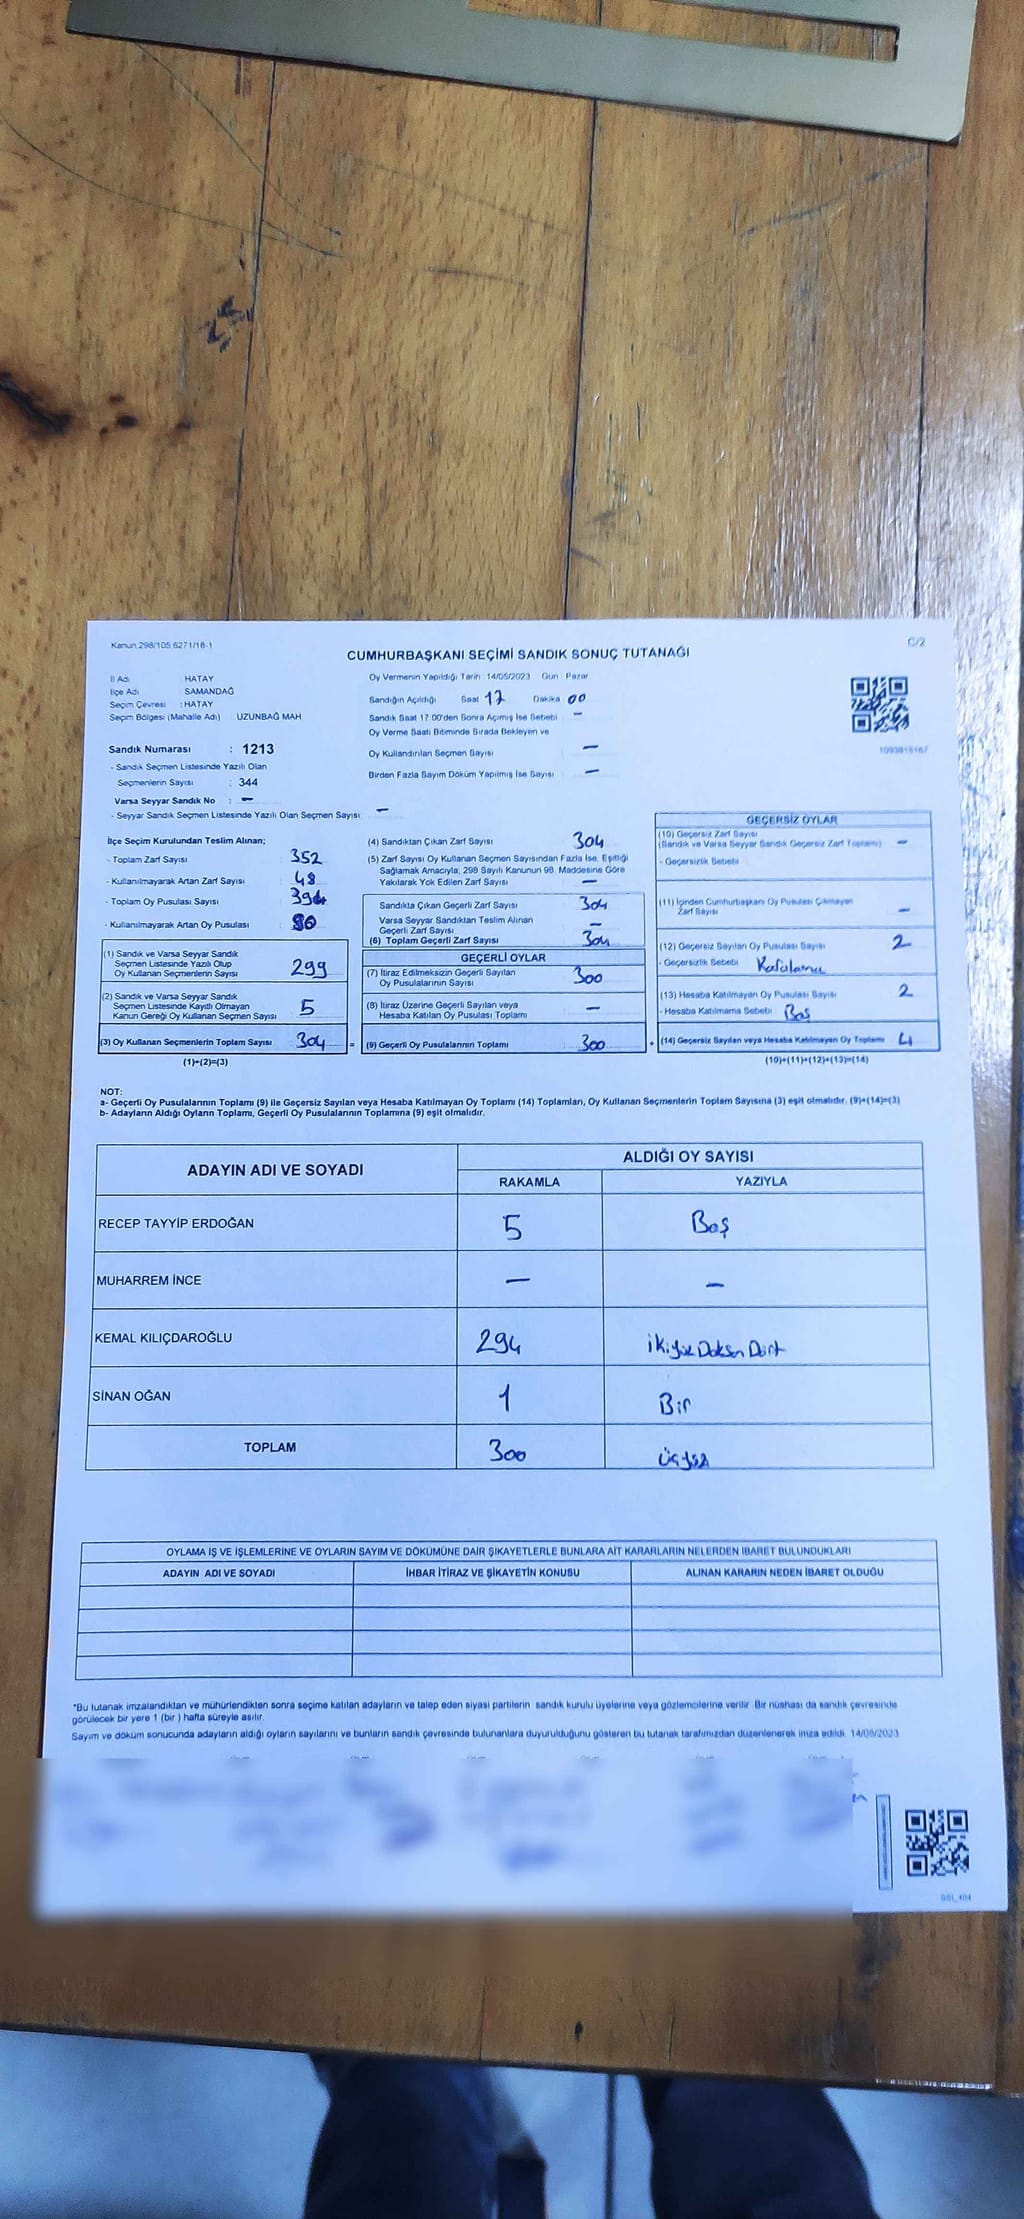 Kanun 298/105 6271/18-1
C/2
CUMHURBAŞKANI SEÇİMİ SANDIK SONUÇ TUTANAĞI
İl Adı HATAY
İlçe Adı SAMANDAĞ
Seçim Çevresi : HATAY
Seçim Bölgesi (Mahalle Adı) : UZUNBAĞ MAH
Sandık Numarası : 1213
- Sandık Seçmen Listesinde Yazılı Olan
Seçmenlerin Sayısı : 344
Varsa Seyyar Sandık No : -
- Seyyar Sandık Seçmen Listesinde Yazılı Olan Seçmen Sayısı : -
Oy Vermenin Yapıldığı Tarih : 14/05/2023 Gün : Pazar
Sandığın Açıldığı Saat 17 Dakika 00
Sandık Saat 17 00'den Sonra Açılmış İse Sebebi -
Oy Verme Saati Bitiminde Sırada Bekleyen ve
Oy Kullandırılan Seçmen Sayısı -
Birden Fazla Sayım Döküm Yapılmış İse Sayısı -
İlçe Seçim Kurulundan Teslim Alınan;
- Toplam Zarf Sayısı : 352
- Kullanılmayarak Artan Zarf Sayısı : 48
- Toplam Oy Pusulası Sayısı :
- Kullanılmayarak Artan Oy Pusulası :
(1) Sandık ve Varsa Seyyar Sandık
Seçmen Listesinde Yazılı Olup
Oy Kullanan Seçmenlerin Sayısı : 299
(2) Sandık ve Varsa Seyyar Sandık
Seçmen Listesinde Kayıtlı Olmayan
Kanun Gereği Oy Kullanan Seçmen Sayısı : 5
(3) Oy Kullanan Seçmenlerin Toplam Sayısı : 304
(1)+(2)=(3)
(4) Sandıktan Çıkan Zarf Sayısı 304
(5) Zarf Sayısı Oy Kullanan Seçmen Sayısından Fazla İse, Eşitliği
Sağlamak Amacıyla, 298 Sayılı Kanunun 98. Maddesine Göre
Yakılarak Yok Edilen Zarf Sayısı -
Sandıkta Çıkan Geçerli Zarf Sayısı : 304
Varsa Seyyar Sandıktan Teslim Alınan
Geçerli Zarf Sayısı : -
(6) Toplam Geçerli Zarf Sayısı : 304
GEÇERLİ OYLAR
(7) İtiraz Edilmeksizin Geçerli Sayılan
Oy Pusulalarının Sayısı : 300
(8) İtiraz Üzerine Geçerli Sayılan veya
Hesaba Katılan Oy Pusulası Toplamı : -
= (9) Geçerli Oy Pusulalarının Toplamı : 300
GEÇERSİZ OYLAR
(10) Geçersiz Zarf Sayısı
(Sandık ve Varsa Seyyar Sandık Geçersiz Zarf Toplamı) -
- Geçersizlik Sebebi
(11) İçinden Cumhurbaşkanı Oy Pusulası Çıkmayan
Zarf Sayısı -
(12) Geçersiz Sayılan Oy Pusulası Sayısı 2
- Geçersizlik Sebebi Karalama
(13) Hesaba Katılmayan Oy Pusulası Sayısı 2
- Hesaba Katılmama Sebebi Boş
+ (14) Geçersiz Sayılan veya Hesaba Katılmayan Oy Toplamı 4
(10)+(11)+(12)+(13)=(14)
NOT:
a- Geçerli Oy Pusulalarının Toplamı (9) ile Geçersiz Sayılan veya Hesaba Katılmayan Oy Toplamı (14) Toplamları, Oy Kullanan Seçmenlerin Toplam Sayısına (3) eşit olmalıdır. (9)+(14)=(3)
b- Adayların Aldığı Oyların Toplamı, Geçerli Oy Pusulalarının Toplamına (9) eşit olmalıdır.
ADAYIN ADI VE SOYADI ALDIĞI OY SAYISI
RAKAMLA YAZIYLA
RECEP TAYYİP ERDOĞAN 5 Beş
MUHARREM İNCE - -
KEMAL KILIÇDAROĞLU 294 ikiyüz Doksan Dört
SİNAN OĞAN 1 Bir
TOPLAM 300 üçyüz
OYLAMA İŞ VE İŞLEMLERİNE VE OYLARIN SAYIM VE DÖKÜMÜNE DAİR ŞİKAYETLERLE BUNLARA AİT KARARLARIN NELERDEN İBARET BULUNDUKLARI
ADAYIN ADI VE SOYADI İHBAR İTİRAZ VE ŞİKAYETİN KONUSU ALINAN KARARIN NEDEN İBARET OLDUĞU
*Bu tutanak imzalandıktan ve mühürlendikten sonra seçime katılan adayların ve talep eden siyasi partilerin sandık kurulu üyelerine veya gözlemcilerine verilir. Bir nüshası da sandık çevresinde
görülecek bir yere 1 (bir) hafta süreyle asılır.
Sayım ve döküm sonucunda adayların aldığı oyların sayılarını ve bunların sandık çevresinde bulunanlara duyurulduğunu gösteren bu tutanak tarafımızdan düzenlenerek imza edildi. 14/05/2023